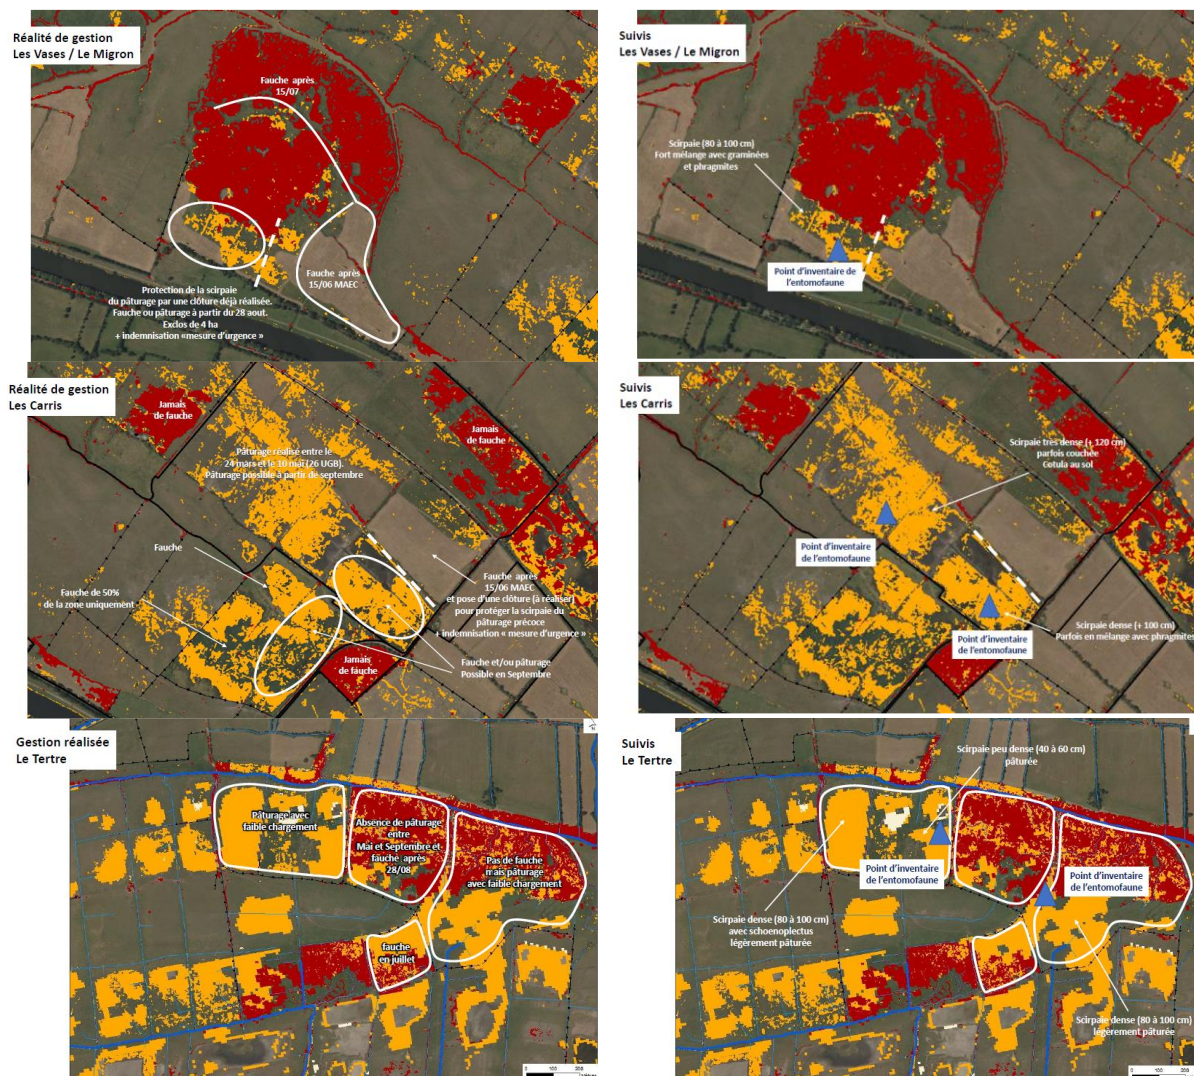 Réalité de gestion
Les Vases / Le Migron
Fauche après
15/07
Fauche après
15/06 MAEC
Protection de la scirpaie
du pâturage par une clôture déjà réalisée.
Fauche ou pâturage à partir du 28 aout.
Exclos de 4 ha
+ indemnisation «mesure d'urgence »
Suivis
Les Vases / Le Migron
Scirpaie (80 à 100 cm)
Fort mélange avec graminées
et phragmites
Point d'inventaire de
l'entomofaune
Réalité de gestion
Les Carris
Jamais
de fauche
Jamais
de fauche
Pâturage réalisé entre le
24 mars et le 10 mai (26 UGB).
Pâturage possible à partir de septembre
Fauche
Fauche de 50%
de la zone uniquement
Fauche après
15/06 MAEC
et pose d'une clôture (à réaliser)
pour protéger la scirpaie du
pâturage précoce
+ indemnisation « mesure d'urgence »
Jamais
de fauche
Fauche et/ou pâturage
Possible en Septembre
Suivis
Les Carris
Scirpaie très dense (+ 120 cm)
parfois couchée
Cotula au sol
Point d'inventaire
de l'entomofaune
Point d'inventaire
de l'entomofaune
Scirpaie dense (+ 100 cm)
Parfois en mélange avec phragmites
Gestion réalisée
Le Tertre
Pâturage avec
faible chargement
Absence de pâturage
entre
Mai et Septembre et
fauche après
28/08
Pas de fauche
mais pâturage
avec faible chargement
fauche
en juillet
0 100 200
Suivis
Le Tertre
Scirpaie peu dense (40 à 60 cm)
pâturée
Point d'inventaire
de l'entomofaune
Point d'inventaire
de l'entomofaune
Scirpaie dense (80 à 100 cm)
avec schoenoplectus
légèrement pâturée
Scirpaie dense (80 à 100 cm)
légèrement pâturée
0 100 200